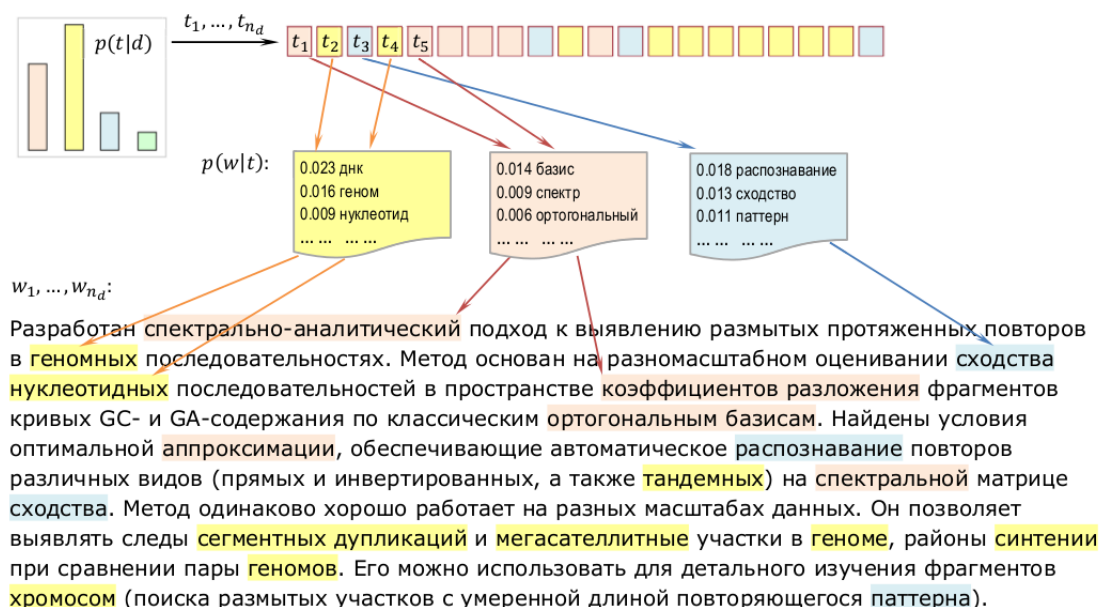 p(t|d)
t₁, …, t_{n_d}
t₁ t₂ t₃ t₄ t₅
p(w|t):
0.023 днк
0.016 геном
0.009 нуклеотид
... ... ... ...
0.014 базис
0.009 спектр
0.006 ортогональный
... ... ... ...
0.018 распознавание
0.013 сходство
0.011 паттерн
... ... ... ...
w₁, …, w_{n_d}:
Разработан спектрально-аналитический подход к выявлению размытых протяженных повторов
в геномных последовательностях. Метод основан на разномасштабном оценивании сходства
нуклеотидных последовательностей в пространстве коэффициентов разложения фрагментов
кривых GC- и GA-содержания по классическим ортогональным базисам. Найдены условия
оптимальной аппроксимации, обеспечивающие автоматическое распознавание повторов
различных видов (прямых и инвертированных, а также тандемных) на спектральной матрице
сходства. Метод одинаково хорошо работает на разных масштабах данных. Он позволяет
выявлять следы сегментных дупликаций и мегасателлитные участки в геноме, районы синтении
при сравнении пары геномов. Его можно использовать для детального изучения фрагментов
хромосом (поиска размытых участков с умеренной длиной повторяющегося паттерна).